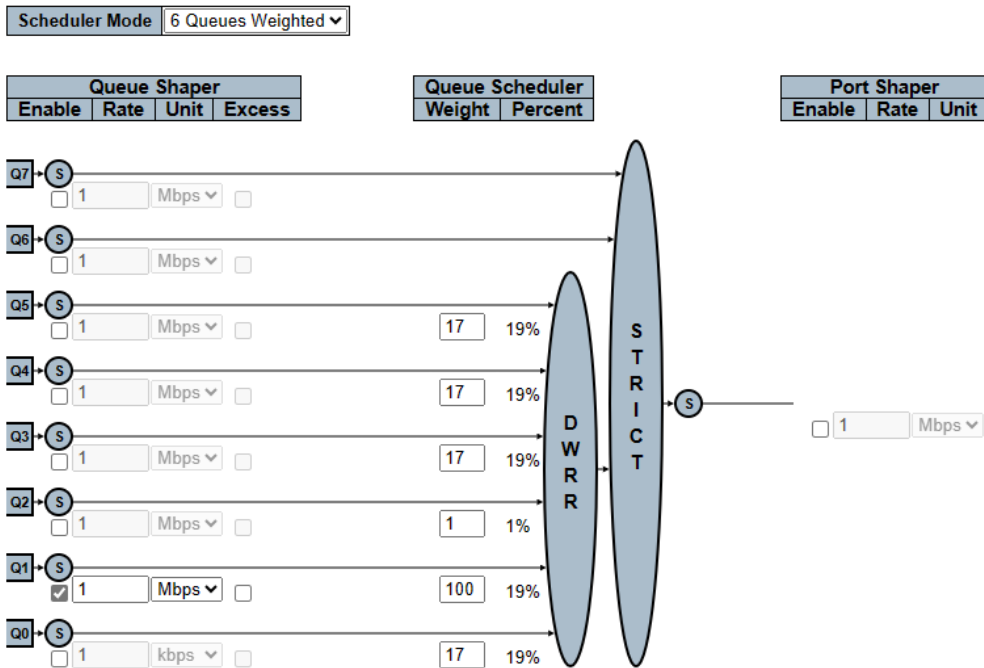 Scheduler Mode 6 Queues Weighted
Queue Shaper Queue Scheduler Port Shaper
Enable Rate Unit Excess Weight Percent Enable Rate Unit
Q7 S
1 Mbps
Q6 S
1 Mbps
Q5 S
1 Mbps 17 19%
Q4 S
1 Mbps 17 19%
Q3 S
1 Mbps 17 19%
Q2 S
1 Mbps 1 1%
Q1 S
1 Mbps 100 19%
Q0 S
1 kbps 17 19%
DWRR
STRICT
S
1 Mbps